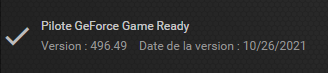 Pilote GeForce Game Ready
Version : 496.49 Date de la version : 10/26/2021